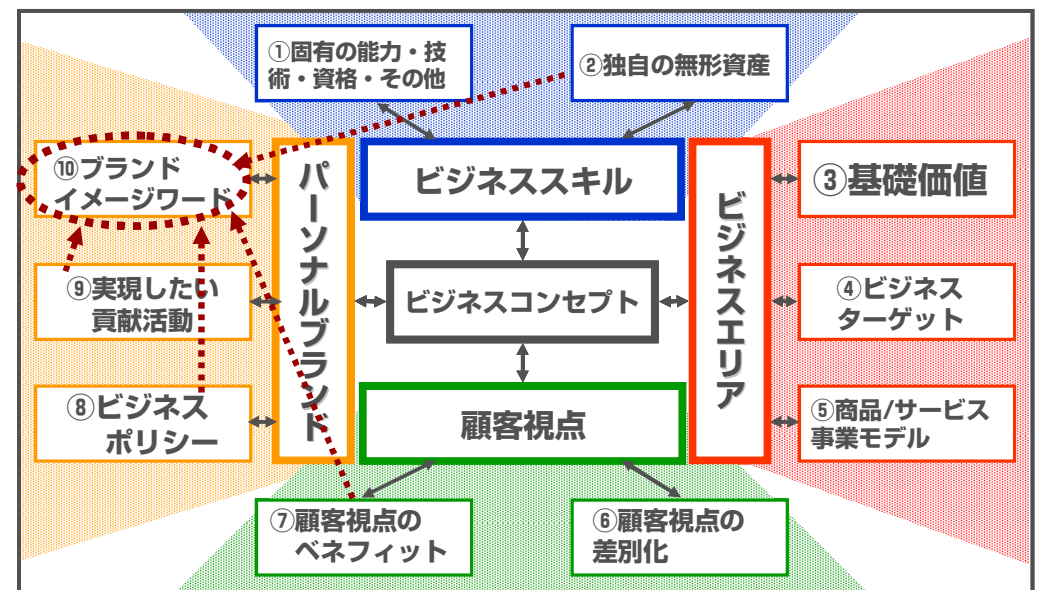 ①固有の能力・技
術・資格・その他
②独自の無形資産
⑩ブランド
イメージワード
パーソナルブランド
ビジネススキル
ビジネスエリア
③基礎価値
⑨実現したい
貢献活動
ビジネスコンセプト
④ビジネス
ターゲット
⑧ビジネス
ポリシー
顧客視点
⑤商品/サービス
事業モデル
⑦顧客視点の
ベネフィット
⑥顧客視点の
差別化